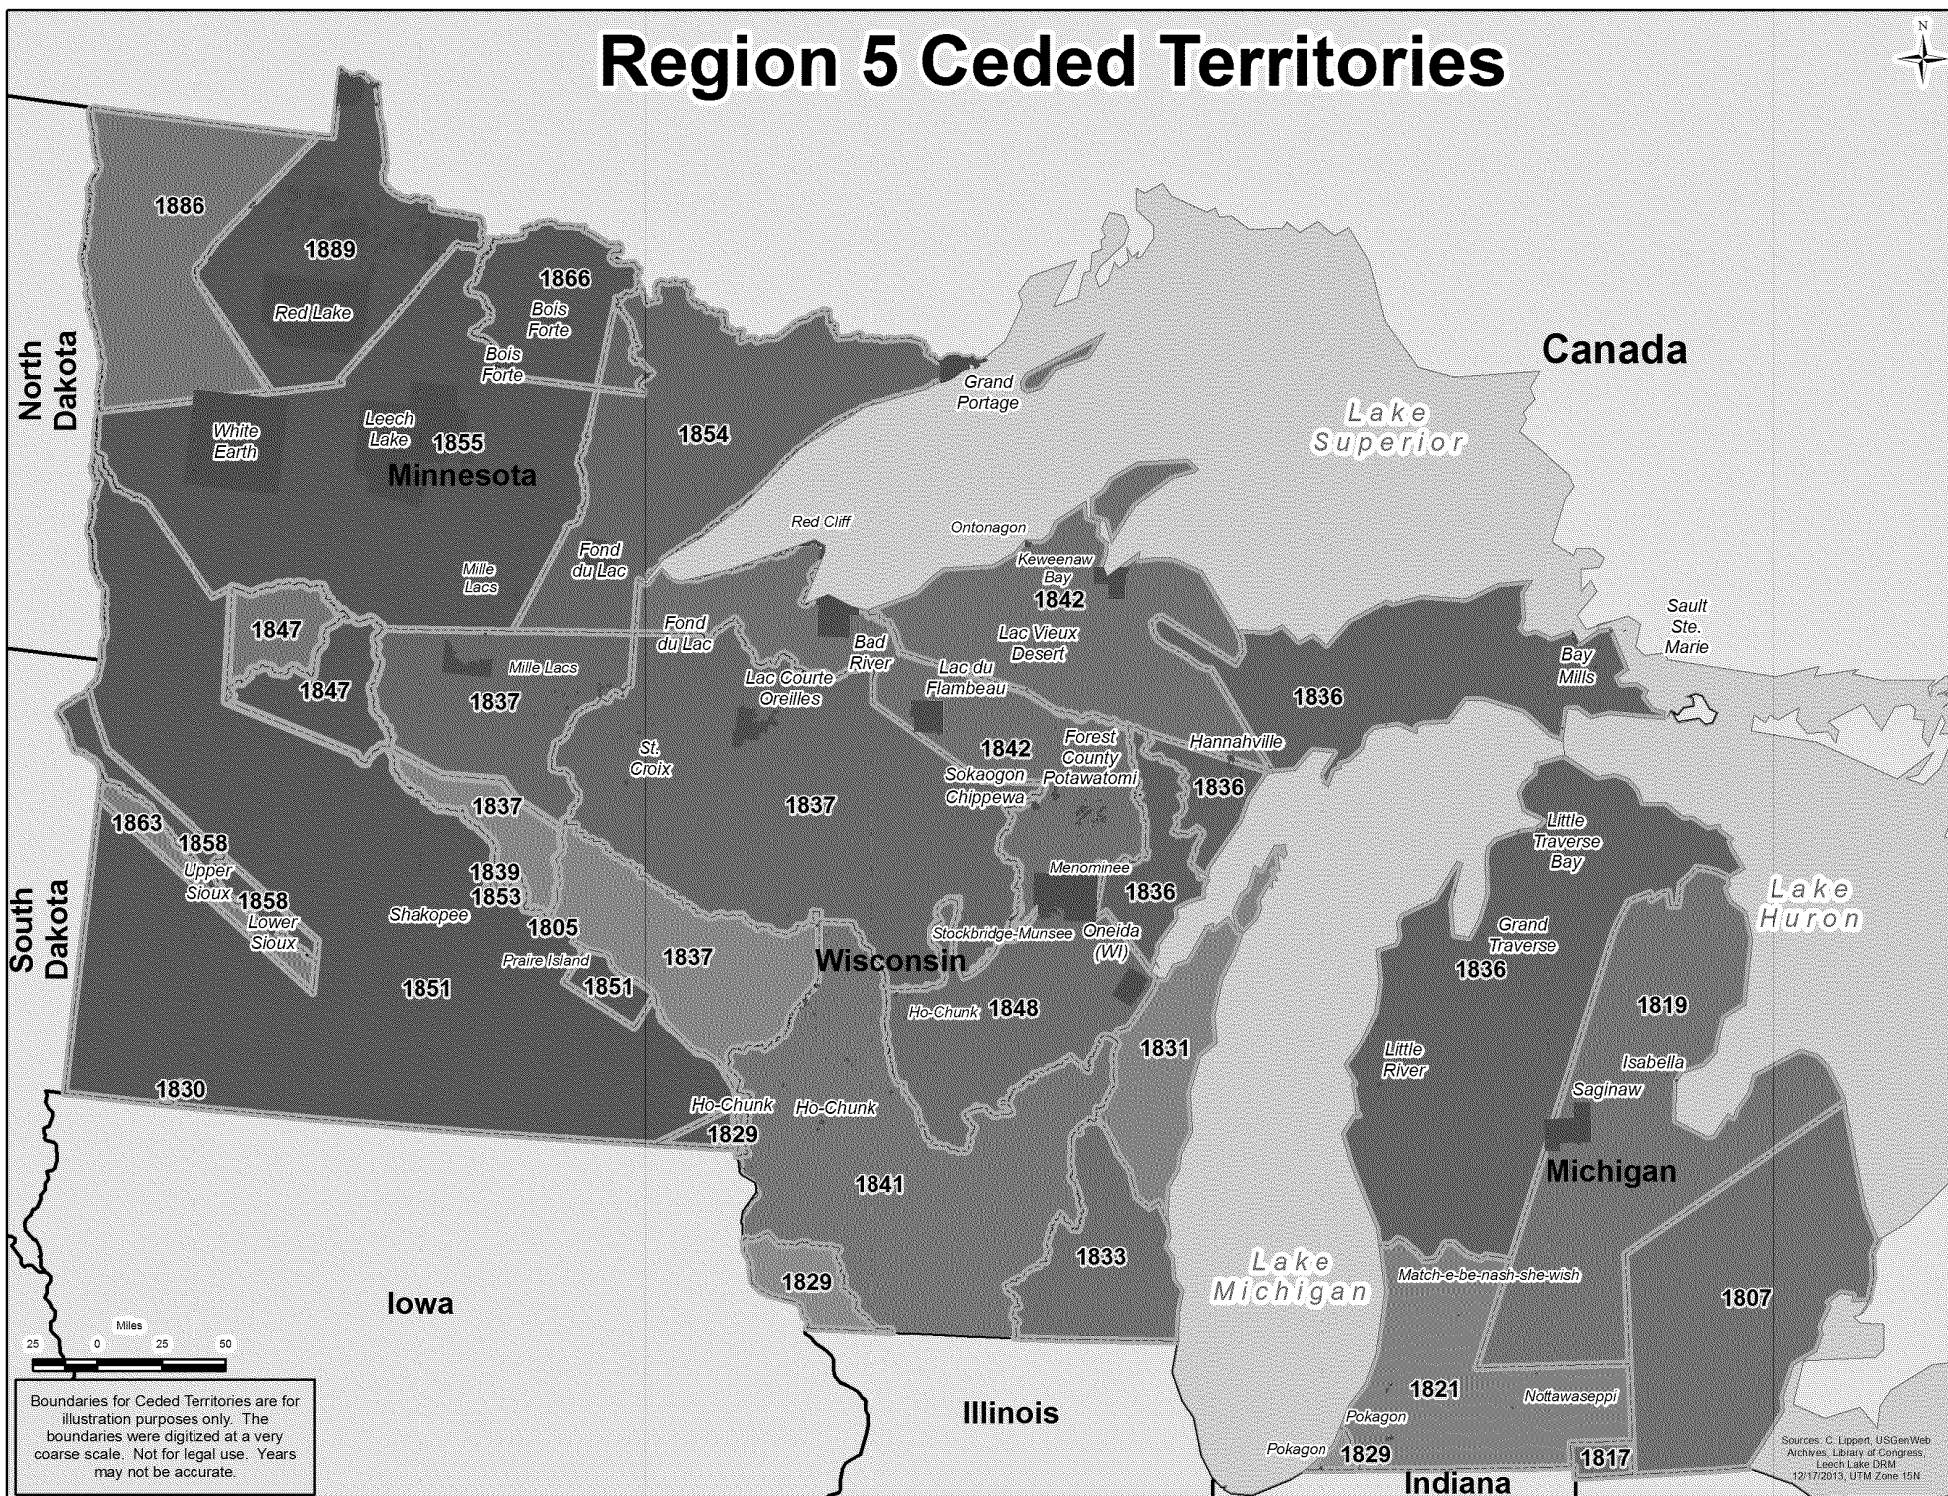 Region 5 Ceded Territories
N
1886
1889
Red Lake
1866
Bois
Forte
Bois
Forte
North
Dakota
White
Earth
Leech
Lake
1855
Minnesota
1854
Grand
Portage
Canada
Lake
Superior
Red Cliff
Ontonagon
Fond
du Lac
Mille
Lacs
Keweenaw
Bay
1842
Lac Vieux
Desert
Sault
Ste.
Marie
1847
1847
Fond
du Lac
Bad
River
Lac du
Flambeau
Bay
Mills
Mille Lacs
1837
Lac Courte
Oreilles
1836
St.
Croix
1842
Forest
County
Potawatomi
Hannahville
Sokaogon
Chippewa
1836
1837
1837
1863
1858
Upper
Sioux
1858
Lower
Sioux
1839
1853
Shakopee
1805
Menominee
1836
Little
Traverse
Bay
Lake
Huron
South
Dakota
Praire Island
1837
Wisconsin
Stockbridge-Munsee
Oneida
(WI)
Grand
Traverse
1836
1851
1851
Ho-Chunk
1848
1819
1831
Little
River
Isabella
Saginaw
1830
Ho-Chunk
1829
Ho-Chunk
Michigan
1841
1833
1829
Lake
Michigan
Match-e-be-nash-she-wish
1807
Iowa
Miles
25
0
25
50
Boundaries for Ceded Territories are for
illustration purposes only. The
boundaries were digitized at a very
coarse scale. Not for legal use. Years
may not be accurate.
Illinois
1821
Nottawaseppi
Pokagon
Pokagon
1829
1817
Indiana
Sources: C. Lippert, USGenWeb
Archives, Library of Congress,
Leech Lake DRM
12/17/2013, UTM Zone 15N